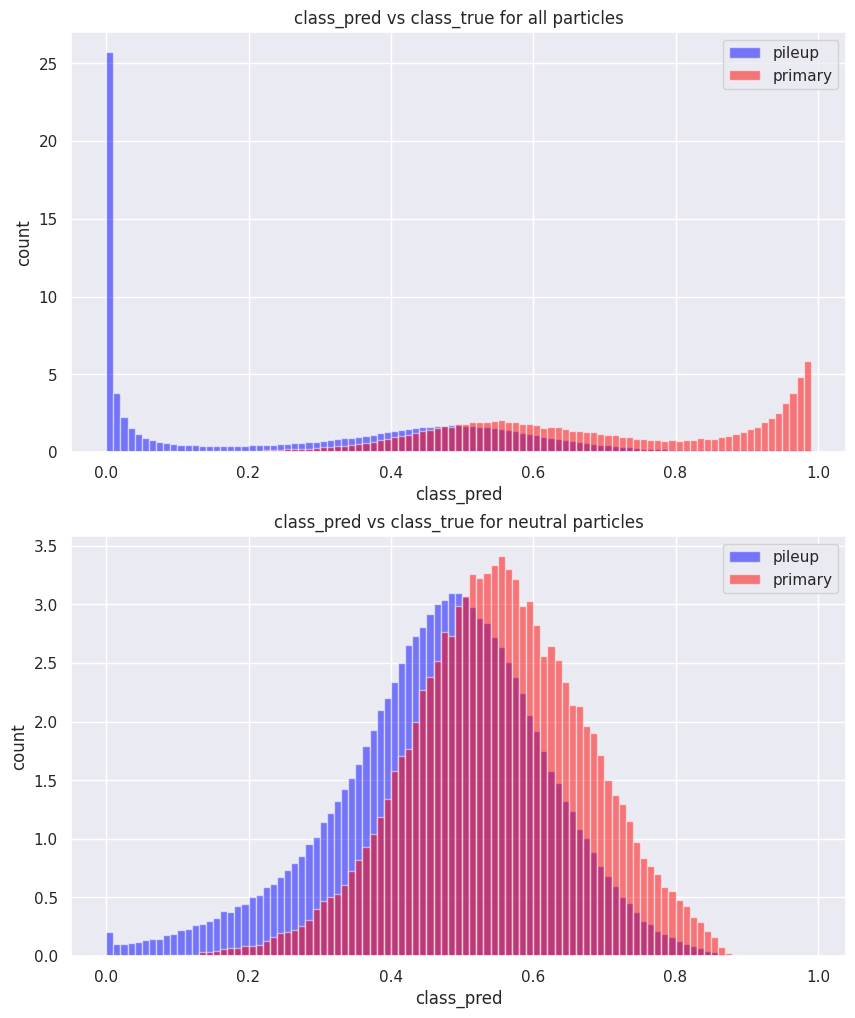 class_pred vs class_true for all particles
pileup
primary
count
25
20
15
10
5
0
0.0 0.2 0.4 0.6 0.8 1.0
class_pred
class_pred vs class_true for neutral particles
pileup
primary
count
3.5
3.0
2.5
2.0
1.5
1.0
0.5
0.0
0.0 0.2 0.4 0.6 0.8 1.0
class_pred